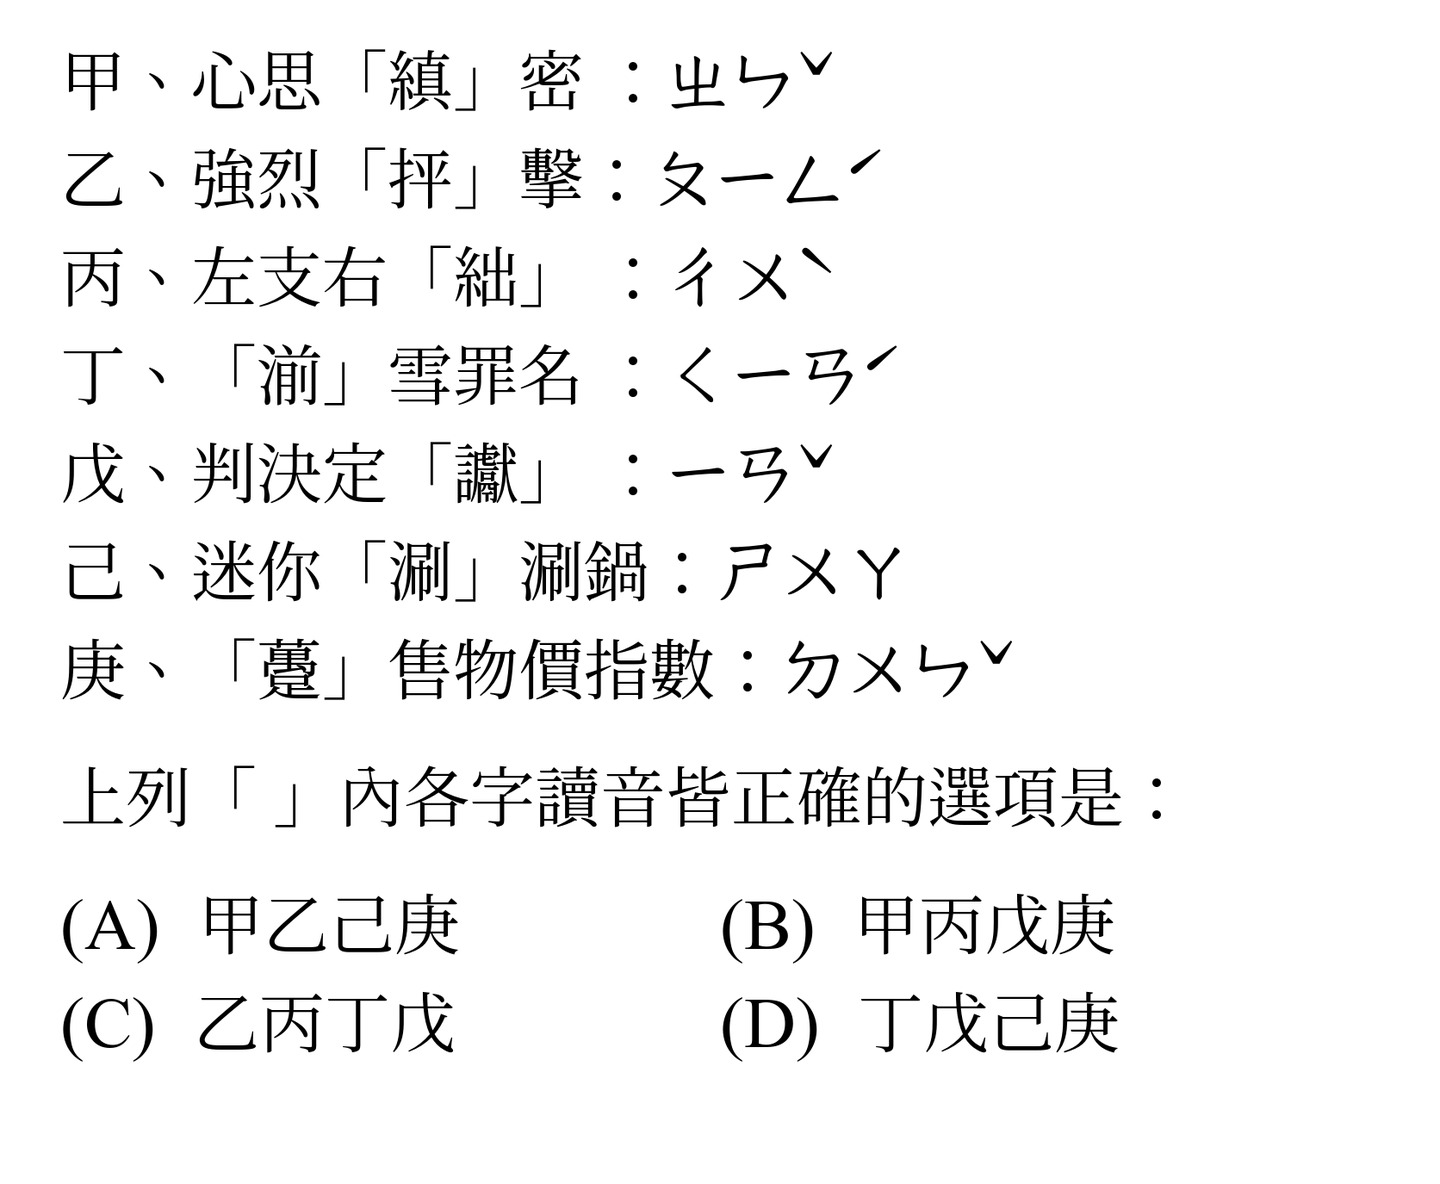 甲、心思「縝」密 ：ㄓㄣˇ
乙、強烈「抨」擊：ㄆㄧㄥˊ
丙、左支右「絀」 ：ㄔㄨˋ
丁、「湔」雪罪名 ：ㄑㄧㄢˊ
戊、判決定「讞」 ：ㄧㄢˇ
己、迷你「涮」涮鍋：ㄕㄨㄚ
庚、「躉」售物價指數：ㄉㄨㄣˇ
上列「 」內各字讀音皆正確的選項是：
(A) 甲乙己庚 (B) 甲丙戊庚
(C) 乙丙丁戊 (D) 丁戊己庚